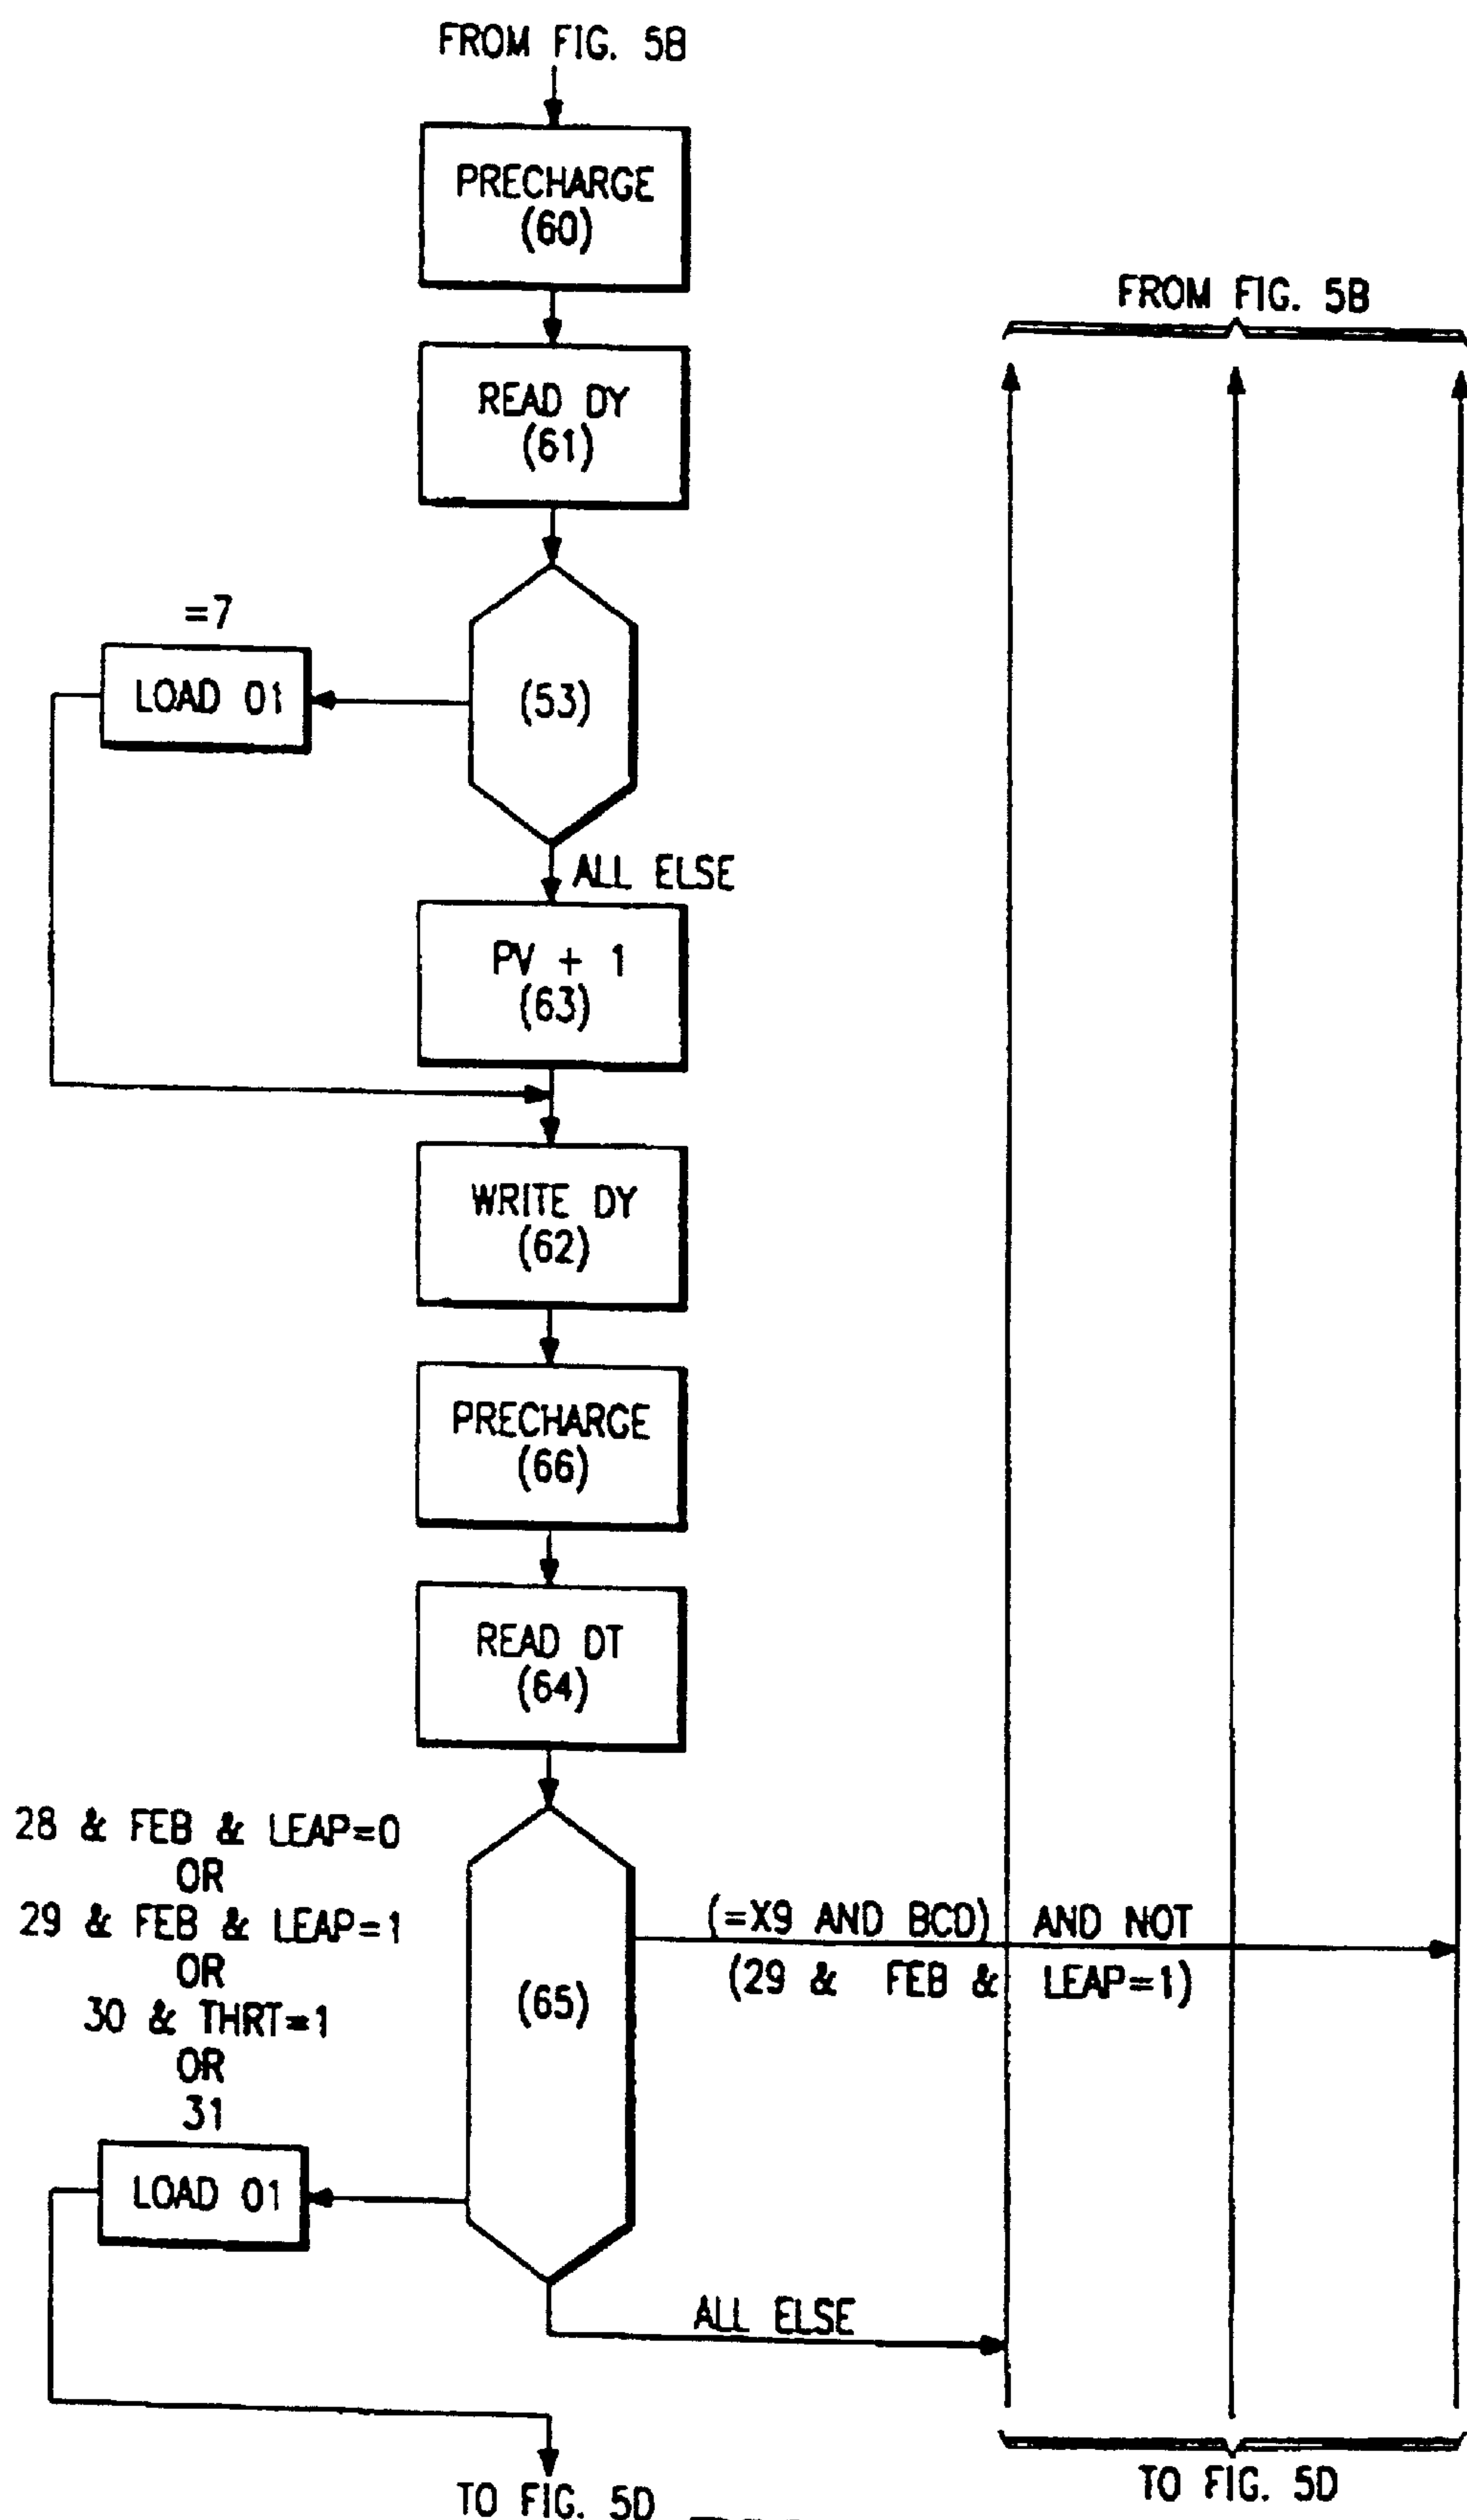 FROM FIG. 5B
PRECHARGE
(60)
FROM FIG. 5B
READ DY
(61)
=7
LOAD 01
(53)
ALL ELSE
PV + 1
(63)
WRITE DY
(62)
PRECHARGE
(66)
READ DT
(64)
28 & FEB & LEAP=0
OR
29 & FEB & LEAP=1
OR
30 & THRT=1
OR
31
(65)
(=X9 AND BCD) AND NOT
(29 & FEB & LEAP=1)
LOAD 01
ALL ELSE
TO FIG. 5D
TO FIG. 5D